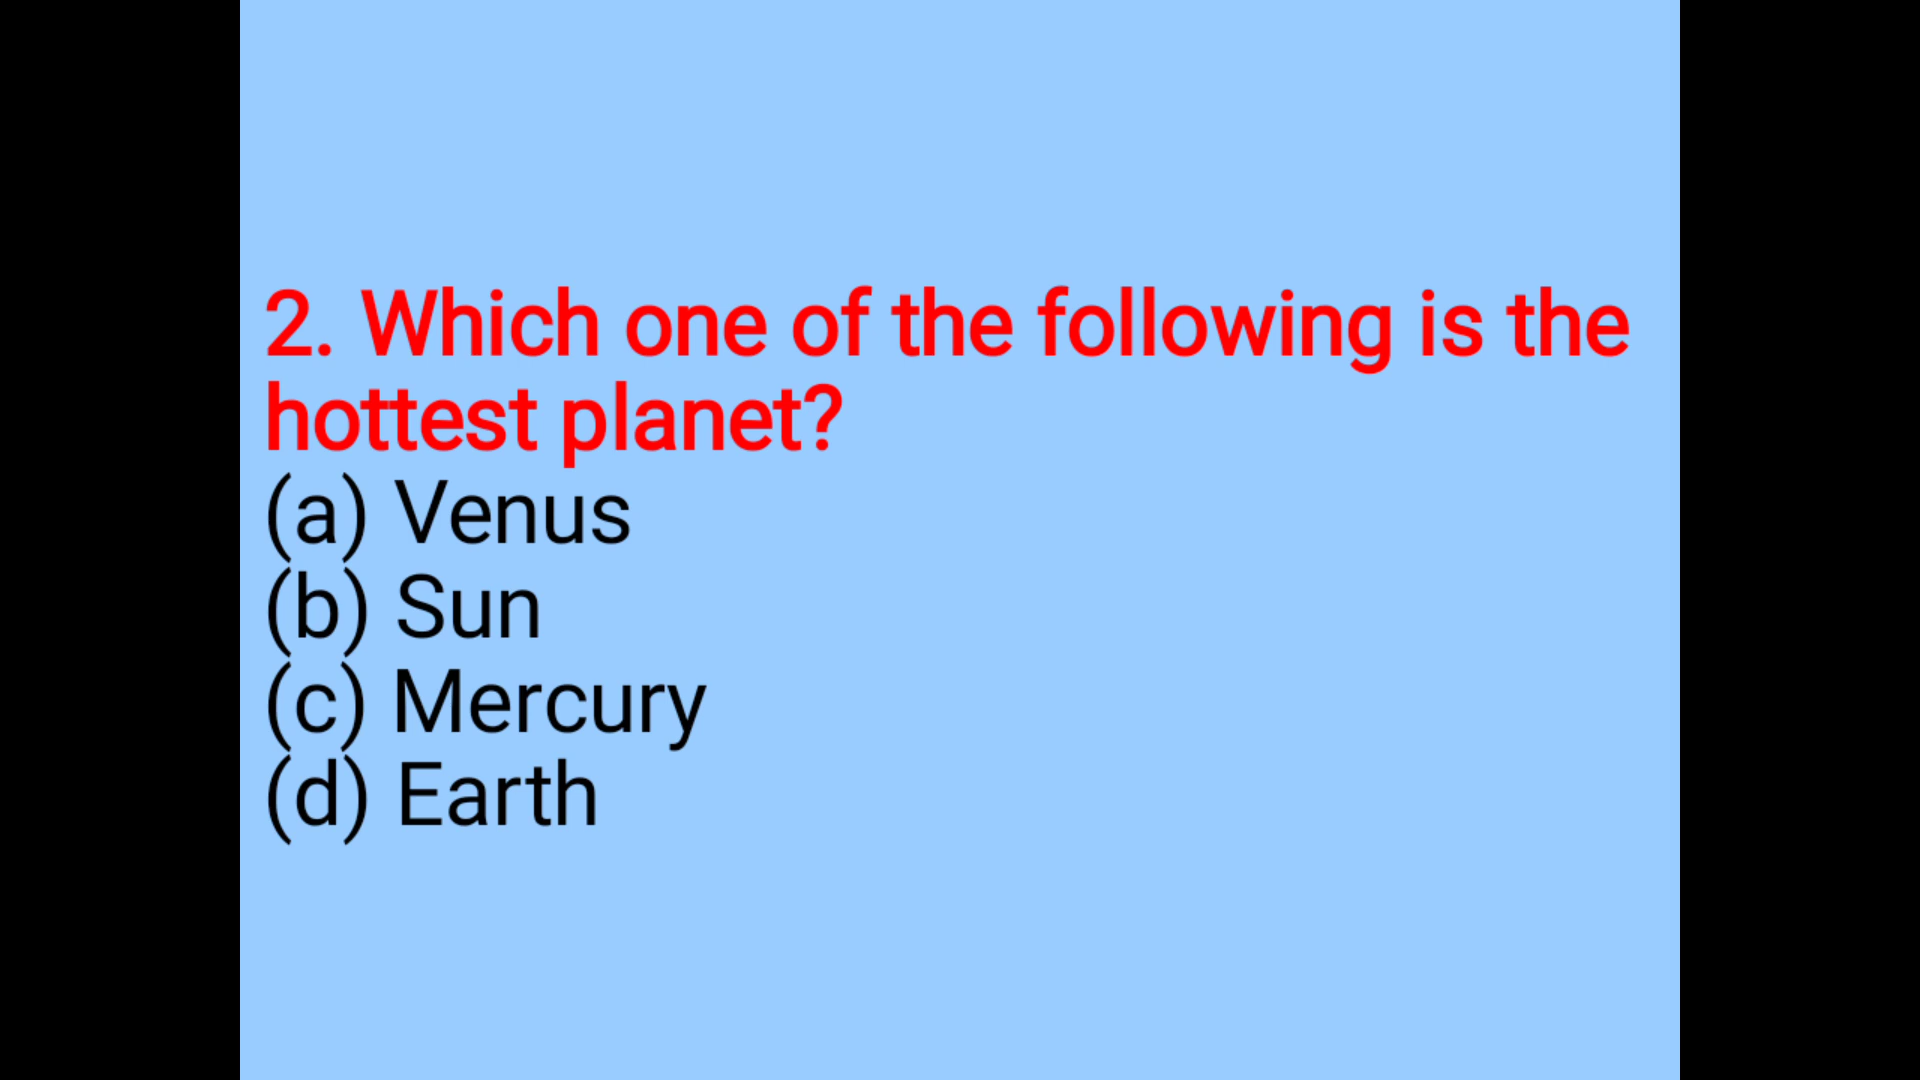 2. Which one of the following is the
hottest planet?
(a) Venus
(b) Sun
(c) Mercury
(d) Earth